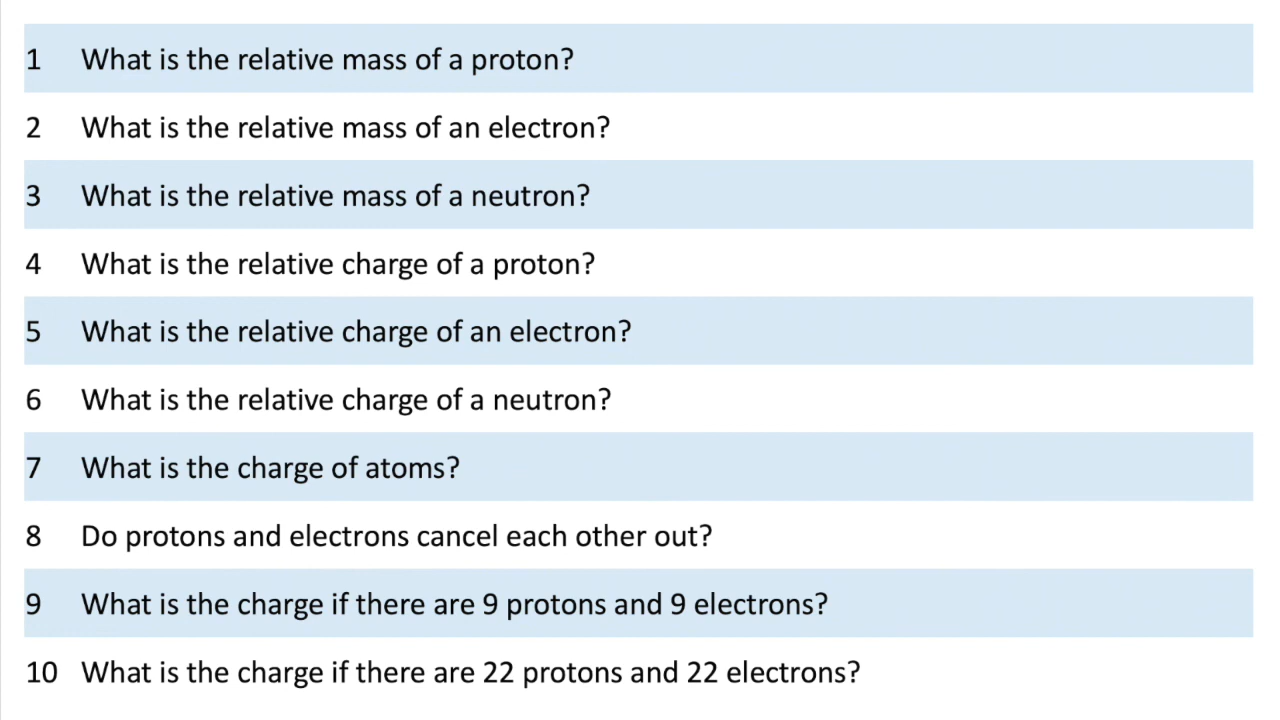 1 What is the relative mass of a proton?
2 What is the relative mass of an electron?
3 What is the relative mass of a neutron?
4 What is the relative charge of a proton?
5 What is the relative charge of an electron?
6 What is the relative charge of a neutron?
7 What is the charge of atoms?
8 Do protons and electrons cancel each other out?
9 What is the charge if there are 9 protons and 9 electrons?
10 What is the charge if there are 22 protons and 22 electrons?